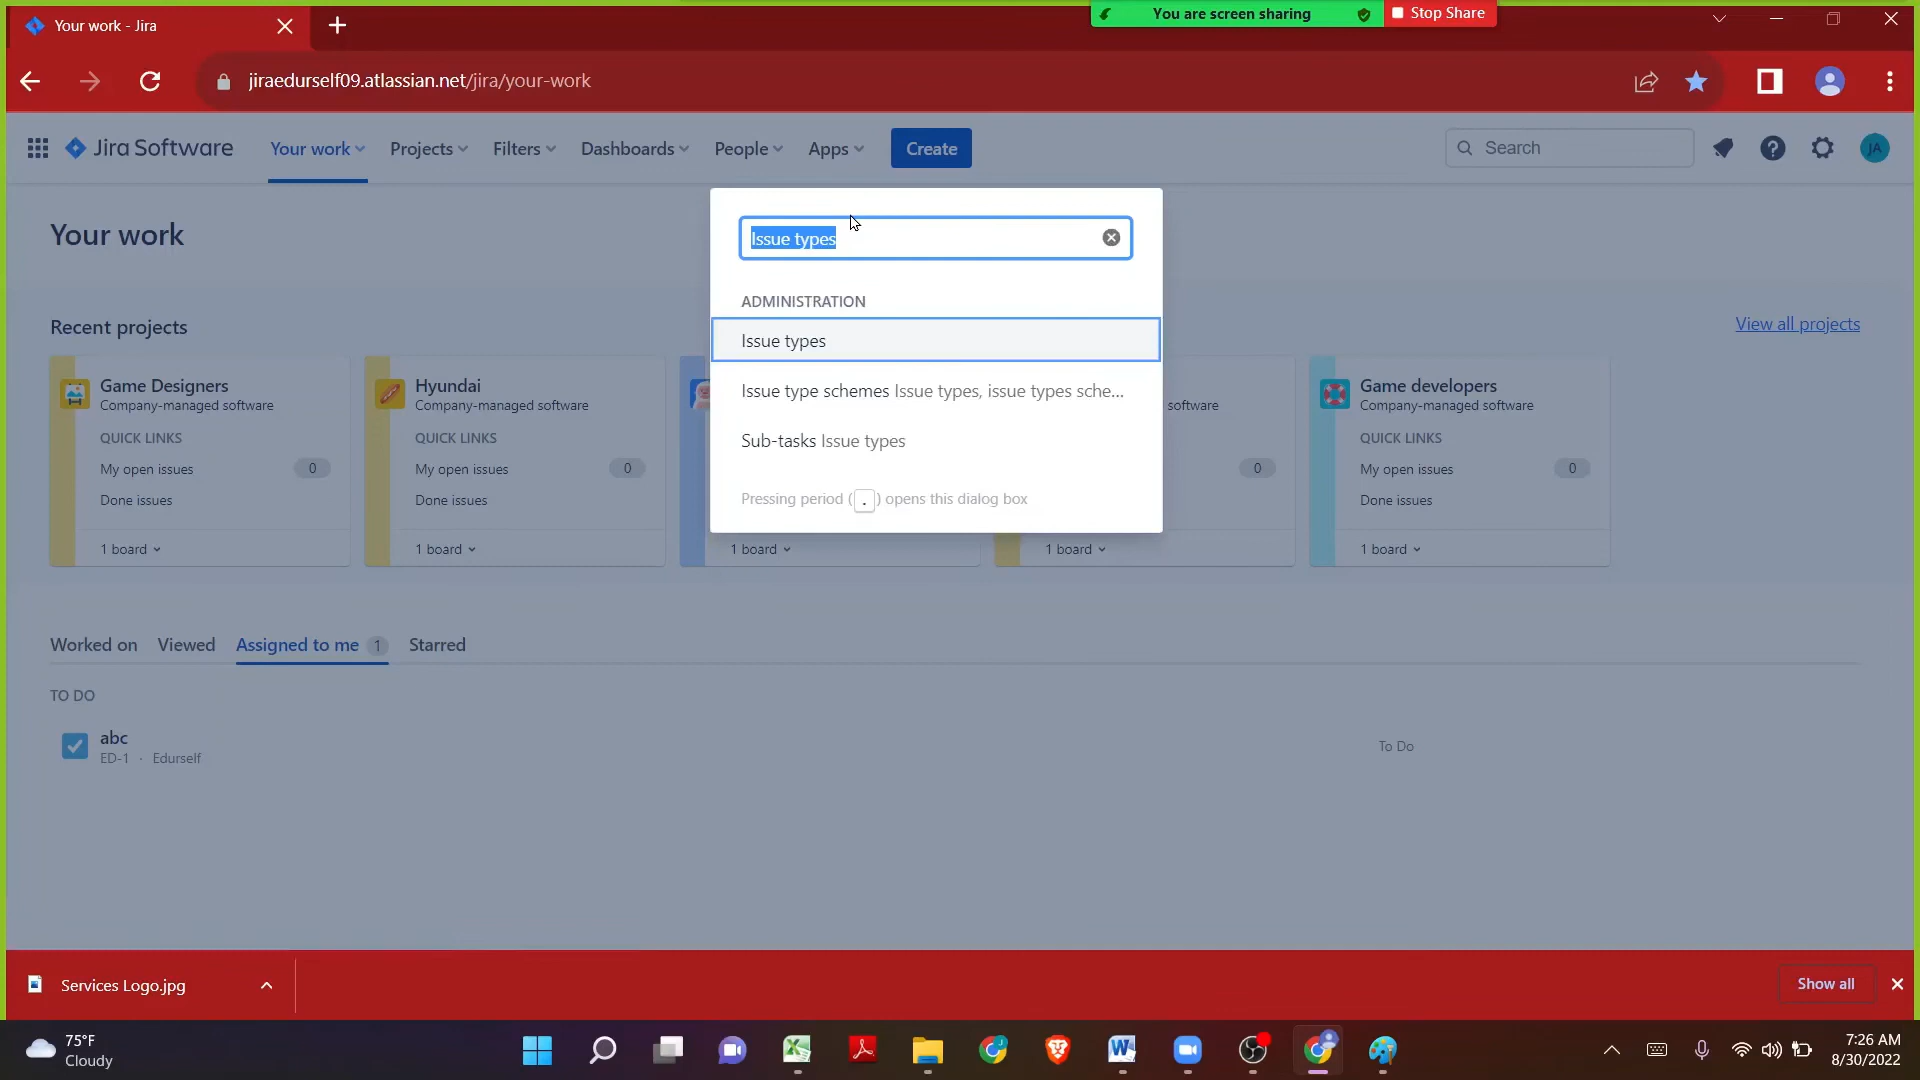 Your work - Jira
You are screen sharing
Stop Share
jiraedurself09.atlassian.net/jira/your-work
Jira Software
Your work
Projects
Filters
Dashboards
People
Apps
Create
Search
JA
Your work
Issue types
ADMINISTRATION
Issue types
Issue type schemes Issue types, issue types sche...
Sub-tasks Issue types
Pressing period ( . ) opens this dialog box
Recent projects
View all projects
Game Designers
Company-managed software
QUICK LINKS
My open issues 0
Done issues
1 board
Hyundai
Company-managed software
QUICK LINKS
My open issues 0
Done issues
1 board
1 board
software
0
1 board
Game developers
Company-managed software
QUICK LINKS
My open issues 0
Done issues
1 board
Worked on
Viewed
Assigned to me 1
Starred
TO DO
abc
ED-1 · Edurself
To Do
Services Logo.jpg
Show all
75°F
Cloudy
7:26 AM
8/30/2022